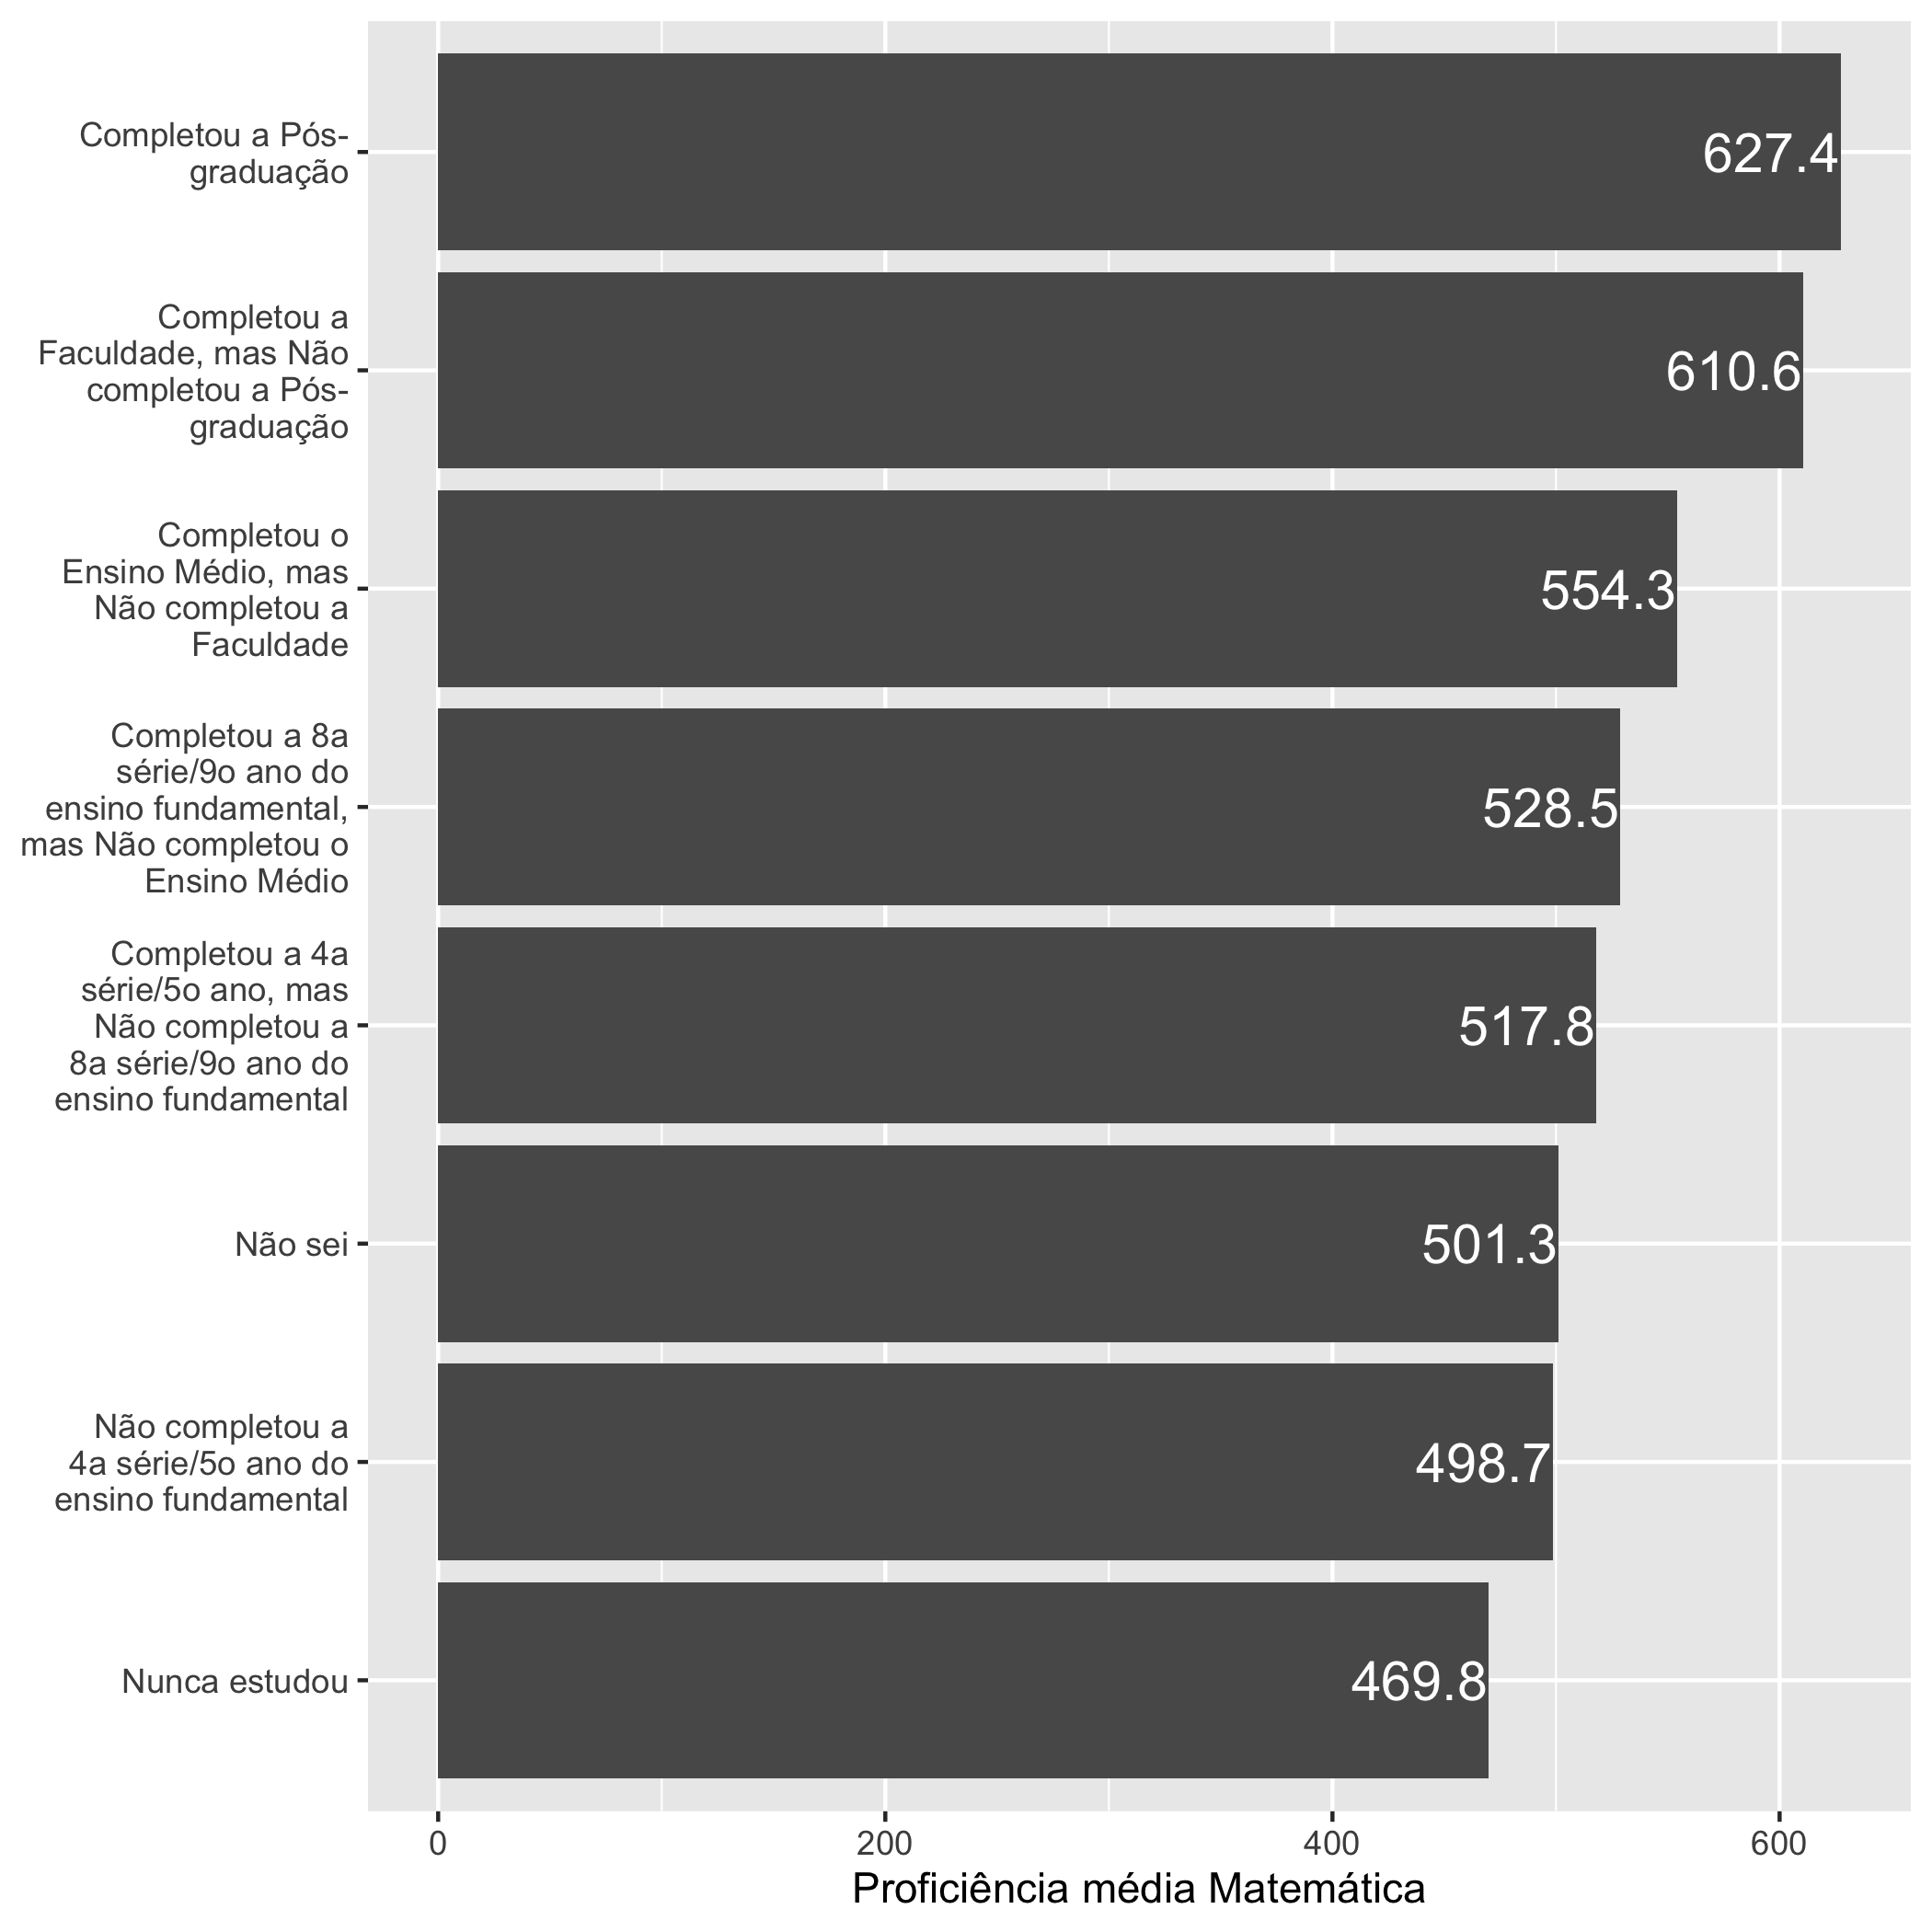 Completou a Pós-
graduação
627.4
Completou a
Faculdade, mas Não
completou a Pós-
graduação
610.6
Completou o
Ensino Médio, mas
Não completou a
Faculdade
554.3
Completou a 8a
série/9o ano do
ensino fundamental,
mas Não completou o
Ensino Médio
528.5
Completou a 4a
série/5o ano, mas
Não completou a
8a série/9o ano do
ensino fundamental
517.8
Não sei
501.3
Não completou a
4a série/5o ano do
ensino fundamental
498.7
Nunca estudou
469.8
0 200 400 600
Proficiência média Matemática